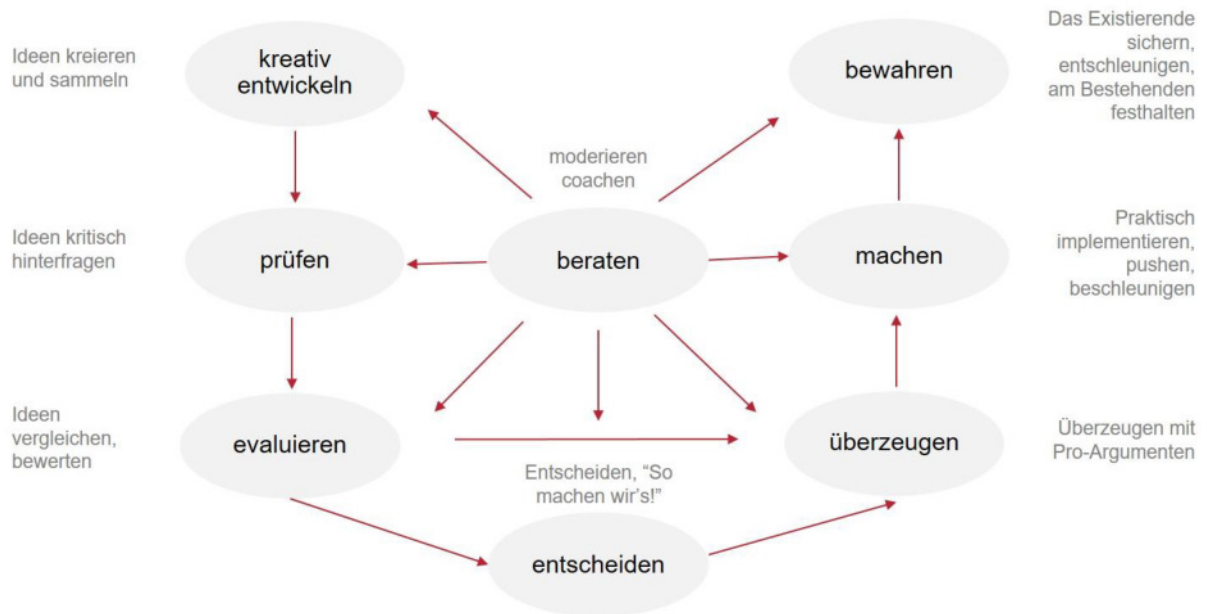 Ideen kreieren
und sammeln
kreativ
entwickeln
bewahren
Das Existierende
sichern,
entschleunigen,
am Bestehenden
festhalten
moderieren
coachen
Ideen kritisch
hinterfragen
prüfen
beraten
machen
Praktisch
implementieren,
pushen,
beschleunigen
Ideen
vergleichen,
bewerten
evaluieren
überzeugen
Überzeugen mit
Pro-Argumenten
Entscheiden, “So
machen wir’s!”
entscheiden